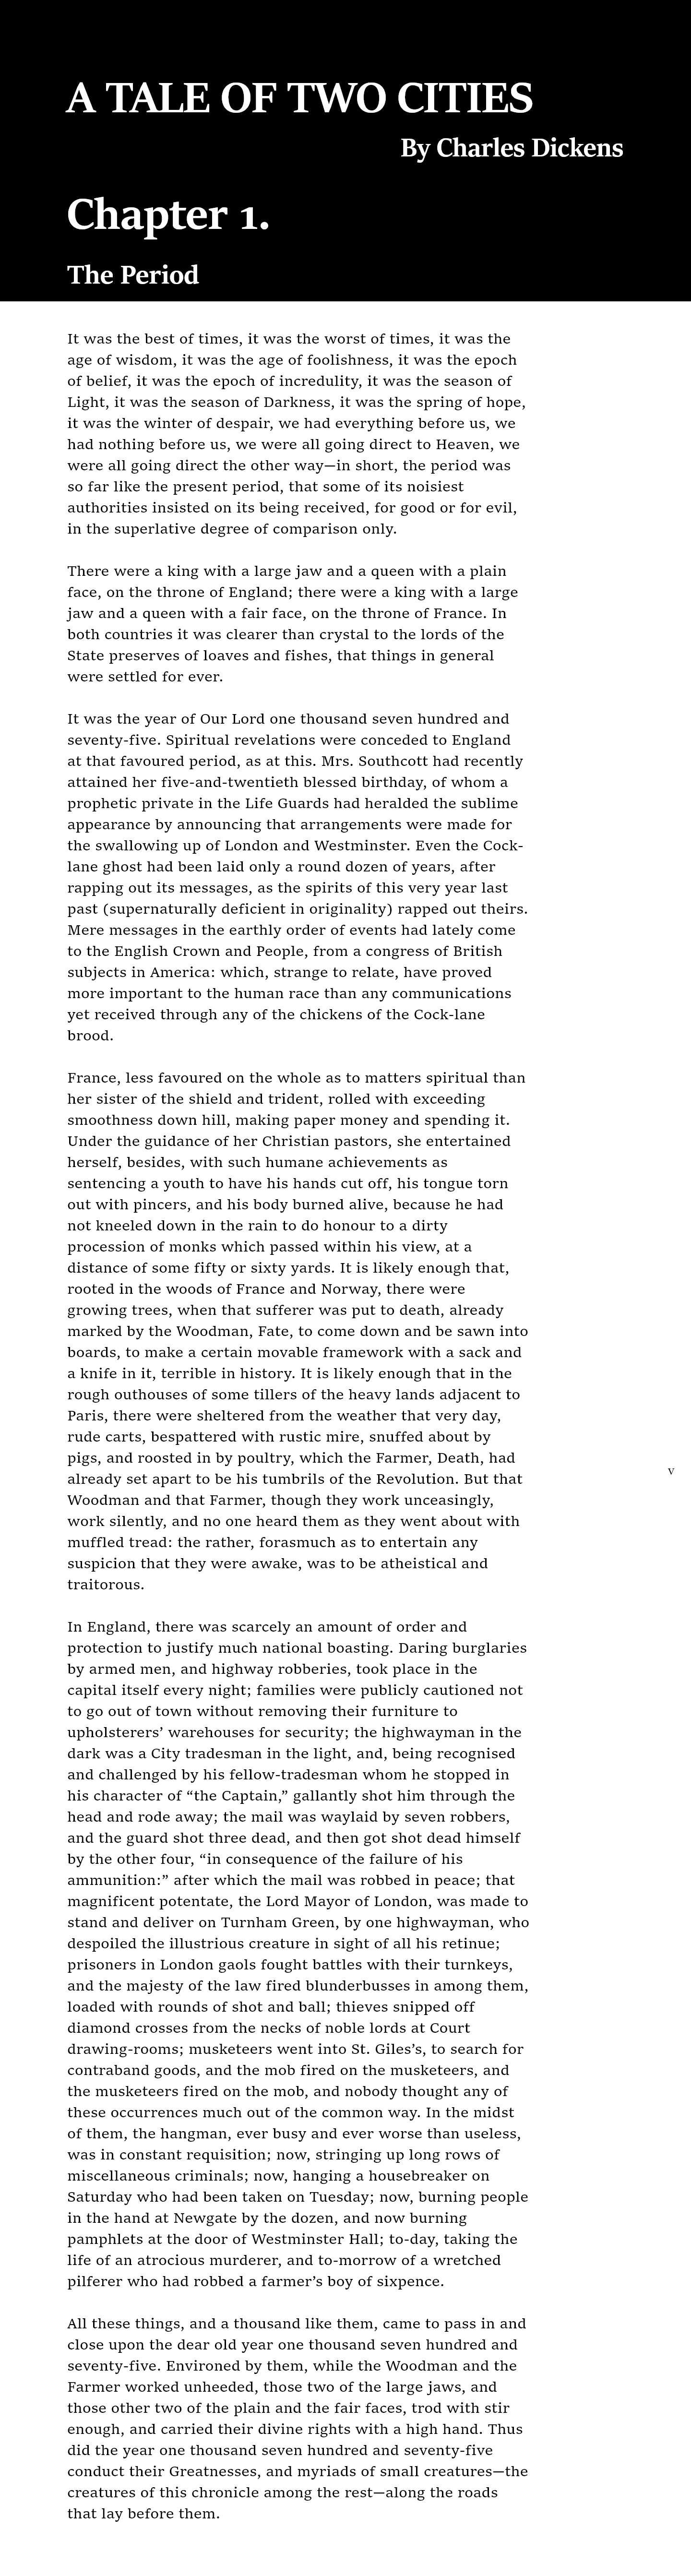 A TALE OF TWO CITIES
By Charles Dickens
Chapter 1.
The Period
It was the best of times, it was the worst of times, it was the
age of wisdom, it was the age of foolishness, it was the epoch
of belief, it was the epoch of incredulity, it was the season of
Light, it was the season of Darkness, it was the spring of hope,
it was the winter of despair, we had everything before us, we
had nothing before us, we were all going direct to Heaven, we
were all going direct the other way—in short, the period was
so far like the present period, that some of its noisiest
authorities insisted on its being received, for good or for evil,
in the superlative degree of comparison only.
There were a king with a large jaw and a queen with a plain
face, on the throne of England; there were a king with a large
jaw and a queen with a fair face, on the throne of France. In
both countries it was clearer than crystal to the lords of the
State preserves of loaves and fishes, that things in general
were settled for ever.
It was the year of Our Lord one thousand seven hundred and
seventy-five. Spiritual revelations were conceded to England
at that favoured period, as at this. Mrs. Southcott had recently
attained her five-and-twentieth blessed birthday, of whom a
prophetic private in the Life Guards had heralded the sublime
appearance by announcing that arrangements were made for
the swallowing up of London and Westminster. Even the Cock-
lane ghost had been laid only a round dozen of years, after
rapping out its messages, as the spirits of this very year last
past (supernaturally deficient in originality) rapped out theirs.
Mere messages in the earthly order of events had lately come
to the English Crown and People, from a congress of British
subjects in America: which, strange to relate, have proved
more important to the human race than any communications
yet received through any of the chickens of the Cock-lane
brood.
France, less favoured on the whole as to matters spiritual than
her sister of the shield and trident, rolled with exceeding
smoothness down hill, making paper money and spending it.
Under the guidance of her Christian pastors, she entertained
herself, besides, with such humane achievements as
sentencing a youth to have his hands cut off, his tongue torn
out with pincers, and his body burned alive, because he had
not kneeled down in the rain to do honour to a dirty
procession of monks which passed within his view, at a
distance of some fifty or sixty yards. It is likely enough that,
rooted in the woods of France and Norway, there were
growing trees, when that sufferer was put to death, already
marked by the Woodman, Fate, to come down and be sawn into
boards, to make a certain movable framework with a sack and
a knife in it, terrible in history. It is likely enough that in the
rough outhouses of some tillers of the heavy lands adjacent to
Paris, there were sheltered from the weather that very day,
rude carts, bespattered with rustic mire, snuffed about by
pigs, and roosted in by poultry, which the Farmer, Death, had
already set apart to be his tumbrils of the Revolution. But that
Woodman and that Farmer, though they work unceasingly,
work silently, and no one heard them as they went about with
muffled tread: the rather, forasmuch as to entertain any
suspicion that they were awake, was to be atheistical and
traitorous.
v
In England, there was scarcely an amount of order and
protection to justify much national boasting. Daring burglaries
by armed men, and highway robberies, took place in the
capital itself every night; families were publicly cautioned not
to go out of town without removing their furniture to
upholsterers’ warehouses for security; the highwayman in the
dark was a City tradesman in the light, and, being recognised
and challenged by his fellow-tradesman whom he stopped in
his character of “the Captain,” gallantly shot him through the
head and rode away; the mail was waylaid by seven robbers,
and the guard shot three dead, and then got shot dead himself
by the other four, “in consequence of the failure of his
ammunition:” after which the mail was robbed in peace; that
magnificent potentate, the Lord Mayor of London, was made to
stand and deliver on Turnham Green, by one highwayman, who
despoiled the illustrious creature in sight of all his retinue;
prisoners in London gaols fought battles with their turnkeys,
and the majesty of the law fired blunderbusses in among them,
loaded with rounds of shot and ball; thieves snipped off
diamond crosses from the necks of noble lords at Court
drawing-rooms; musketeers went into St. Giles’s, to search for
contraband goods, and the mob fired on the musketeers, and
the musketeers fired on the mob, and nobody thought any of
these occurrences much out of the common way. In the midst
of them, the hangman, ever busy and ever worse than useless,
was in constant requisition; now, stringing up long rows of
miscellaneous criminals; now, hanging a housebreaker on
Saturday who had been taken on Tuesday; now, burning people
in the hand at Newgate by the dozen, and now burning
pamphlets at the door of Westminster Hall; to-day, taking the
life of an atrocious murderer, and to-morrow of a wretched
pilferer who had robbed a farmer’s boy of sixpence.
All these things, and a thousand like them, came to pass in and
close upon the dear old year one thousand seven hundred and
seventy-five. Environed by them, while the Woodman and the
Farmer worked unheeded, those two of the large jaws, and
those other two of the plain and the fair faces, trod with stir
enough, and carried their divine rights with a high hand. Thus
did the year one thousand seven hundred and seventy-five
conduct their Greatnesses, and myriads of small creatures—the
creatures of this chronicle among the rest—along the roads
that lay before them.